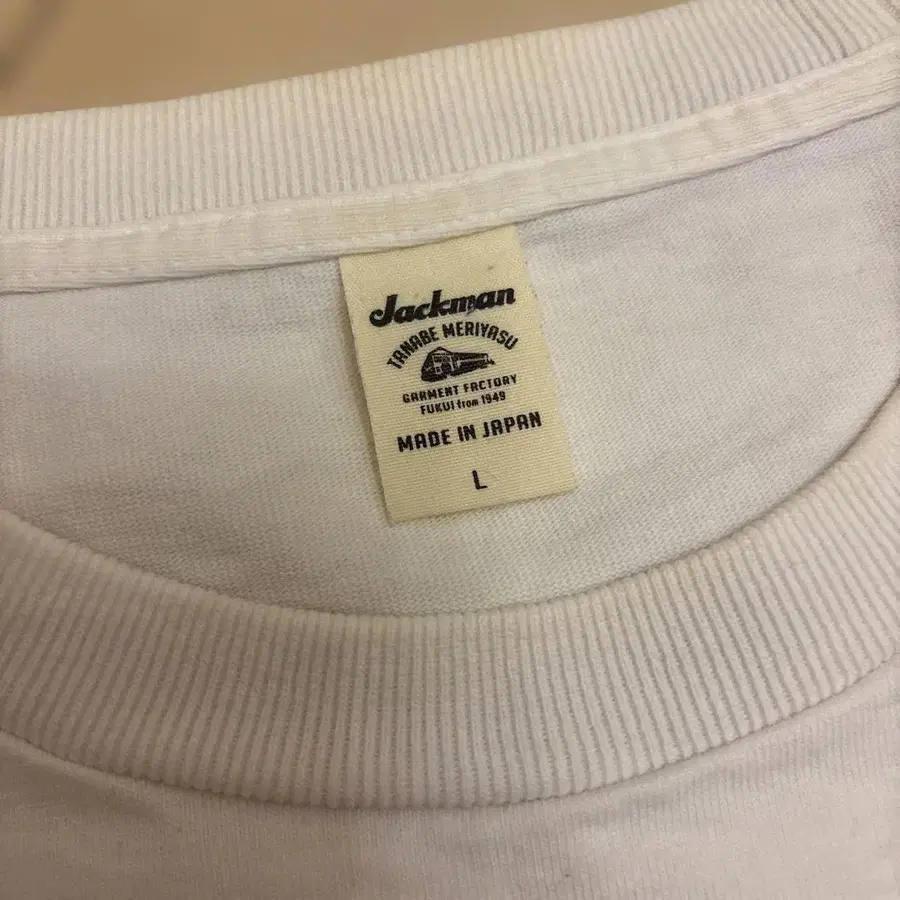 Jackman
TANABE MERIYASU
GARMENT FACTORY
FUKUI from 1949
MADE IN JAPAN
L